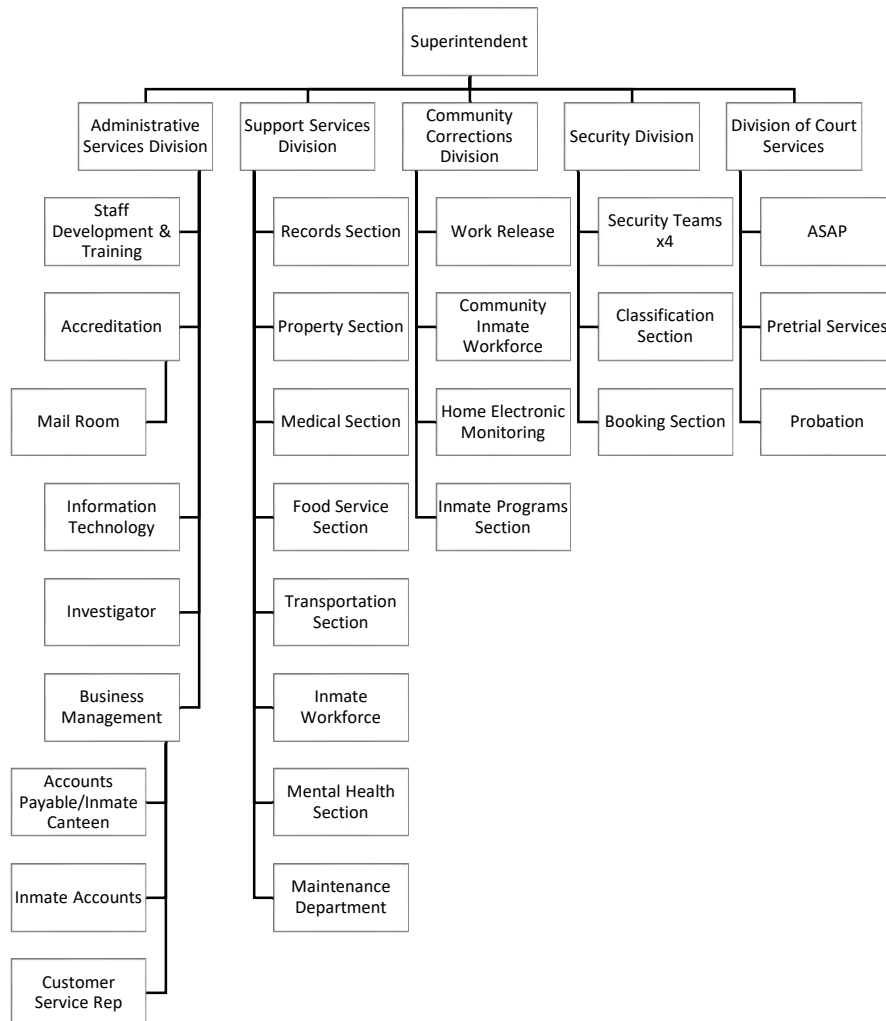 Superintendent
Administrative
Services Division
Support Services
Division
Community
Corrections
Division
Security Division
Division of Court
Services
Staff
Development &
Training
Records Section
Work Release
Security Teams
x4
ASAP
Accreditation
Property Section
Community
Inmate
Workforce
Classification
Section
Pretrial Services
Mail Room
Medical Section
Home Electronic
Monitoring
Booking Section
Probation
Information
Technology
Food Service
Section
Inmate Programs
Section
Investigator
Transportation
Section
Business
Management
Inmate
Workforce
Accounts
Payable/Inmate
Canteen
Mental Health
Section
Inmate Accounts
Maintenance
Department
Customer
Service Rep